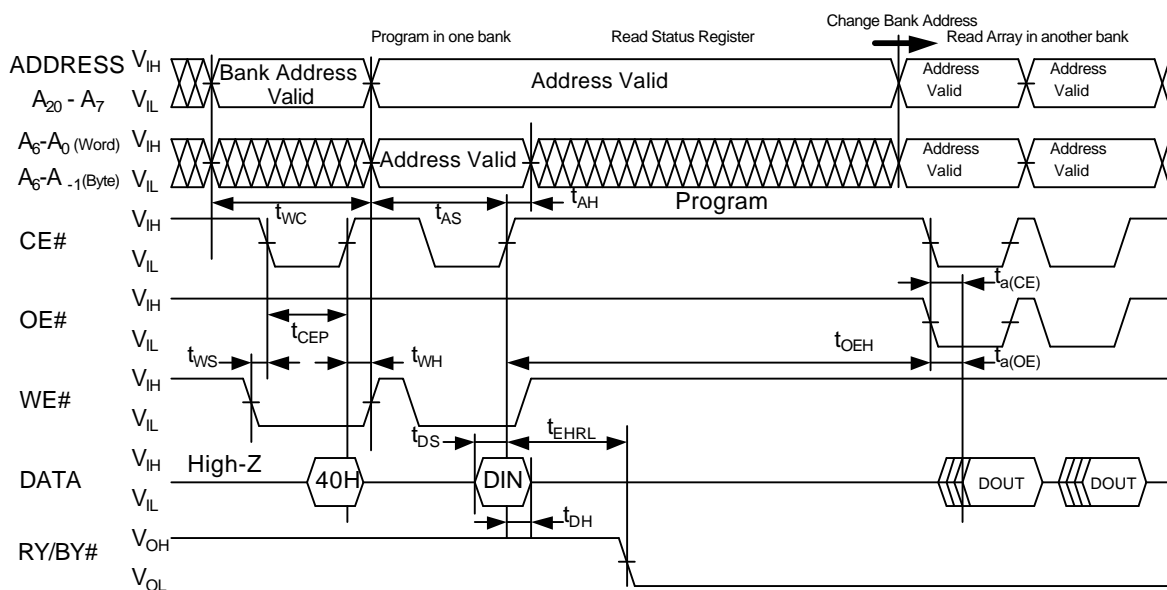 Change Bank Address
Program in one bank
Read Status Register
Read Array in another bank
ADDRESS
A20 - A7
VIH
VIL
Bank Address
Valid
Address Valid
Address
Valid
Address
Valid
A6-A0 (Word)
A6-A -1(Byte)
VIH
VIL
Address Valid
Address
Valid
Address
Valid
tWC
tAS
tAH
Program
CE#
VIH
VIL
ta(CE)
OE#
VIH
VIL
tCEP
tOEH
tWS
tWH
ta(OE)
WE#
VIH
VIL
tDS
tEHRL
DATA
VIH
VIL
High-Z
40H
DIN
DOUT
DOUT
tDH
RY/BY#
VOH
VOL